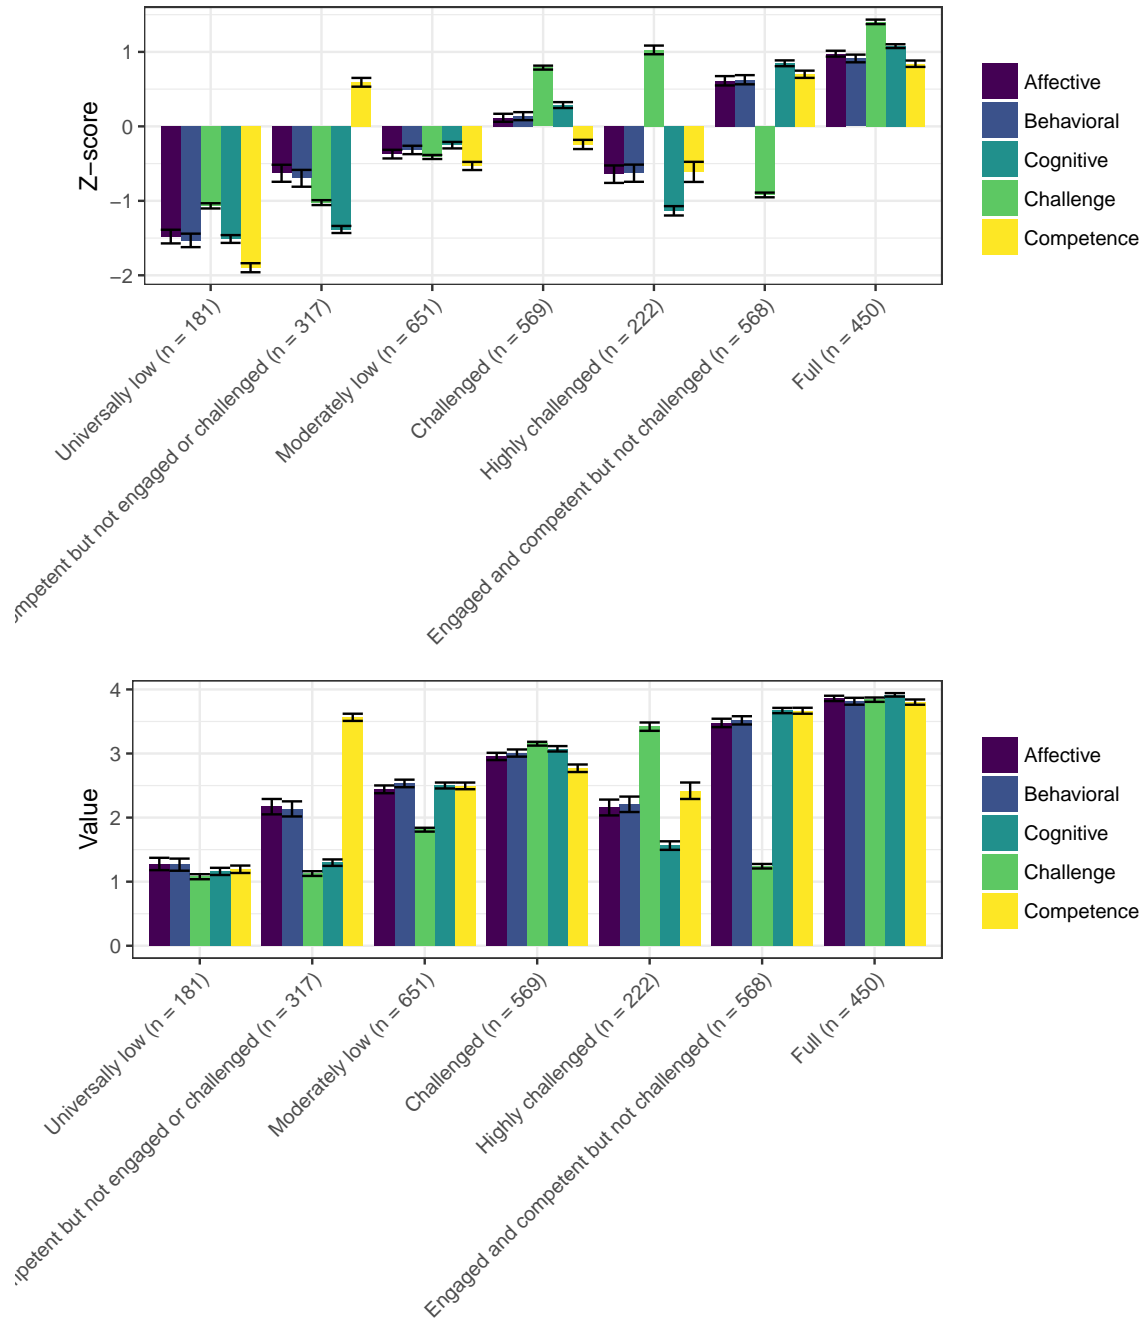 Z−score
1
0
−1
−2
Universally low (n = 181)
but not engaged or challenged (n = 317)
Moderately low (n = 651)
Challenged (n = 569)
Highly challenged (n = 222)
Engaged and competent but not challenged (n = 568)
Full (n = 450)
Affective
Behavioral
Cognitive
Challenge
Competence
Value
4
3
2
1
0
Universally low (n = 181)
but not engaged or challenged (n = 317)
Moderately low (n = 651)
Challenged (n = 569)
Highly challenged (n = 222)
Engaged and competent but not challenged (n = 568)
Full (n = 450)
Affective
Behavioral
Cognitive
Challenge
Competence